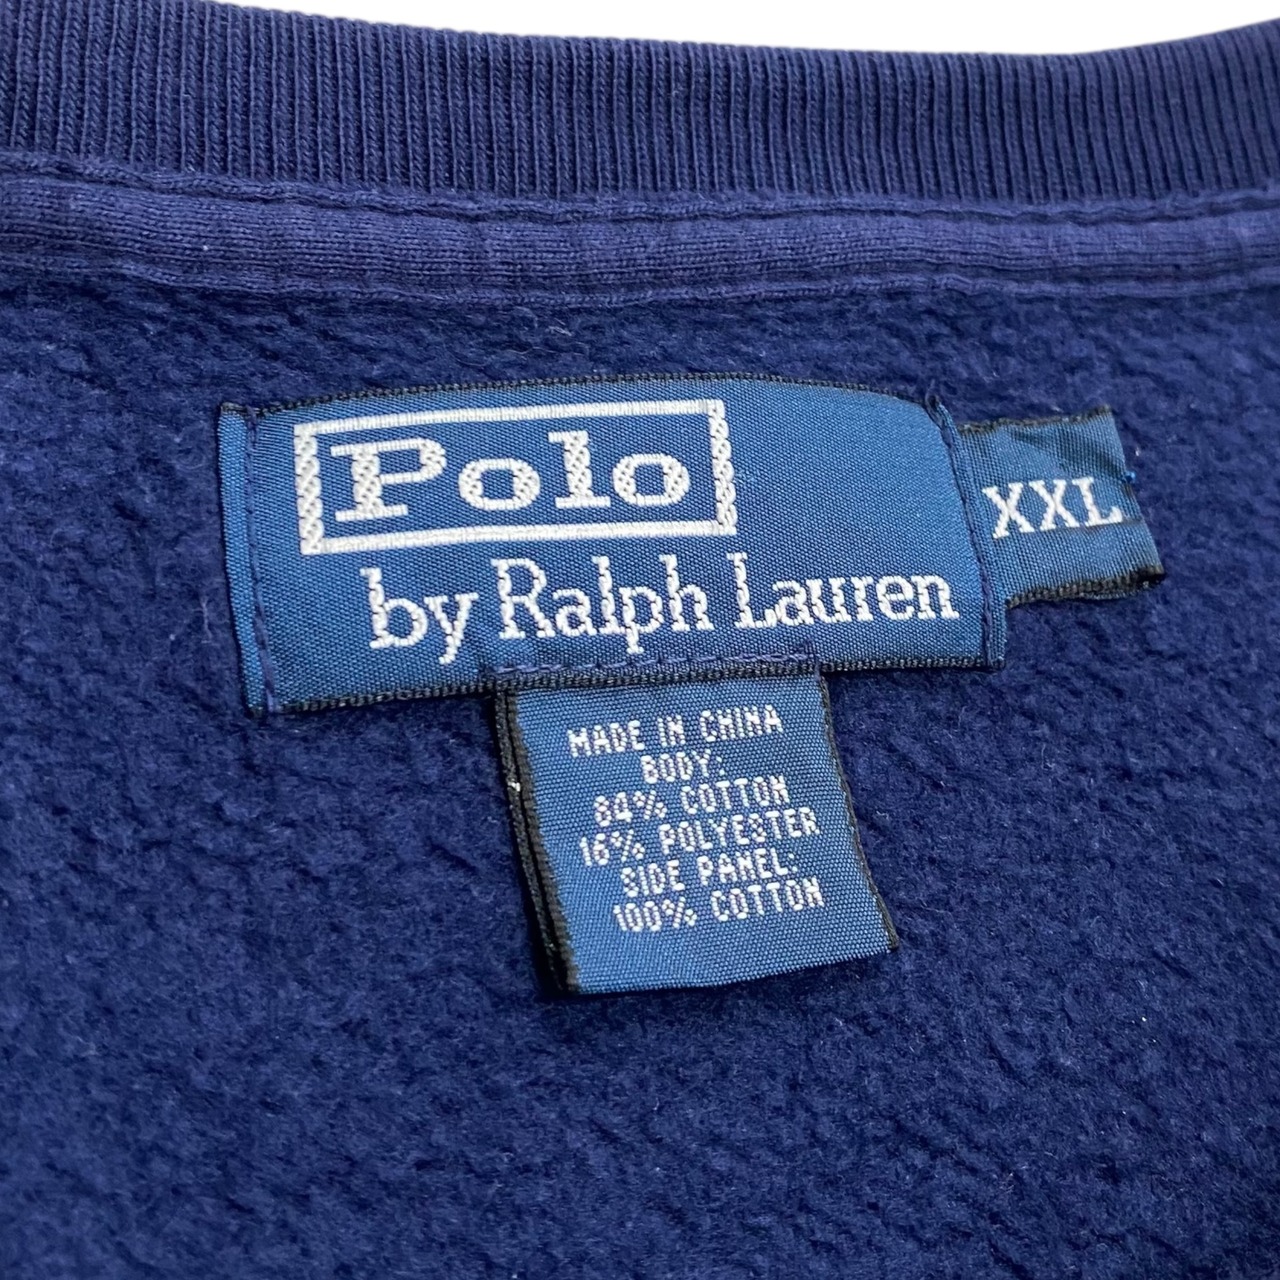 Polo
by Ralph Lauren
XXL
MADE IN CHINA
BODY:
84% COTTON
16% POLYESTER
SIDE PANEL:
100% COTTON